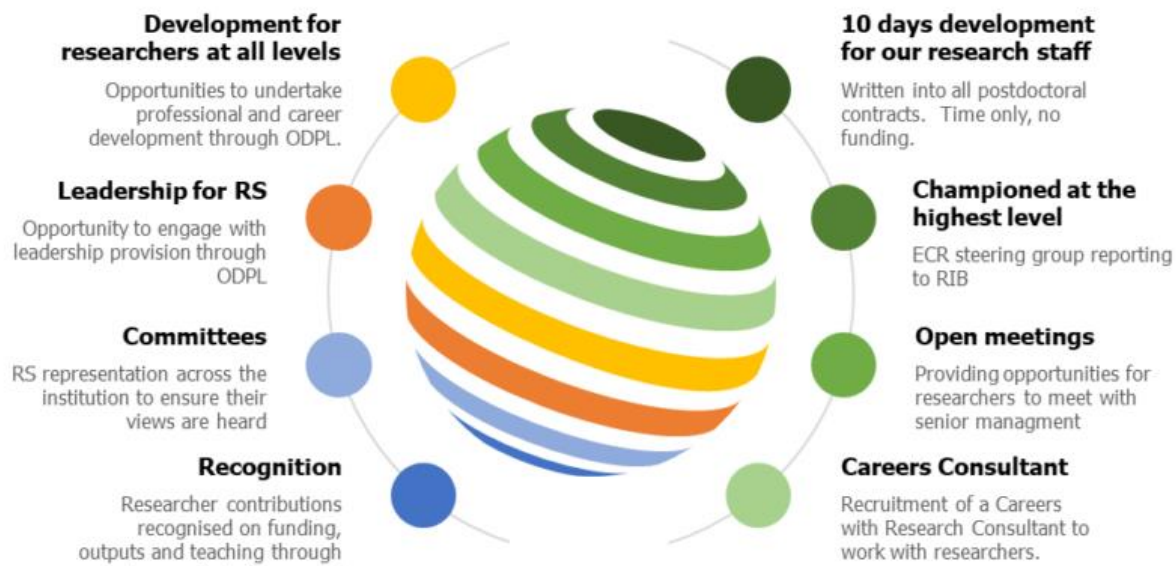 Development for
researchers at all levels
Opportunities to undertake
professional and career
development through ODPL.
Leadership for RS
Opportunity to engage with
leadership provision through
ODPL
Committees
RS representation across the
institution to ensure their
views are heard
Recognition
Researcher contributions
recognised on funding,
outputs and teaching through
10 days development
for our research staff
Written into all postdoctoral
contracts. Time only, no
funding.
Championed at the
highest level
ECR steering group reporting
to RIB
Open meetings
Providing opportunities for
researchers to meet with
senior managment
Careers Consultant
Recruitment of a Careers
with Research Consultant to
work with researchers.